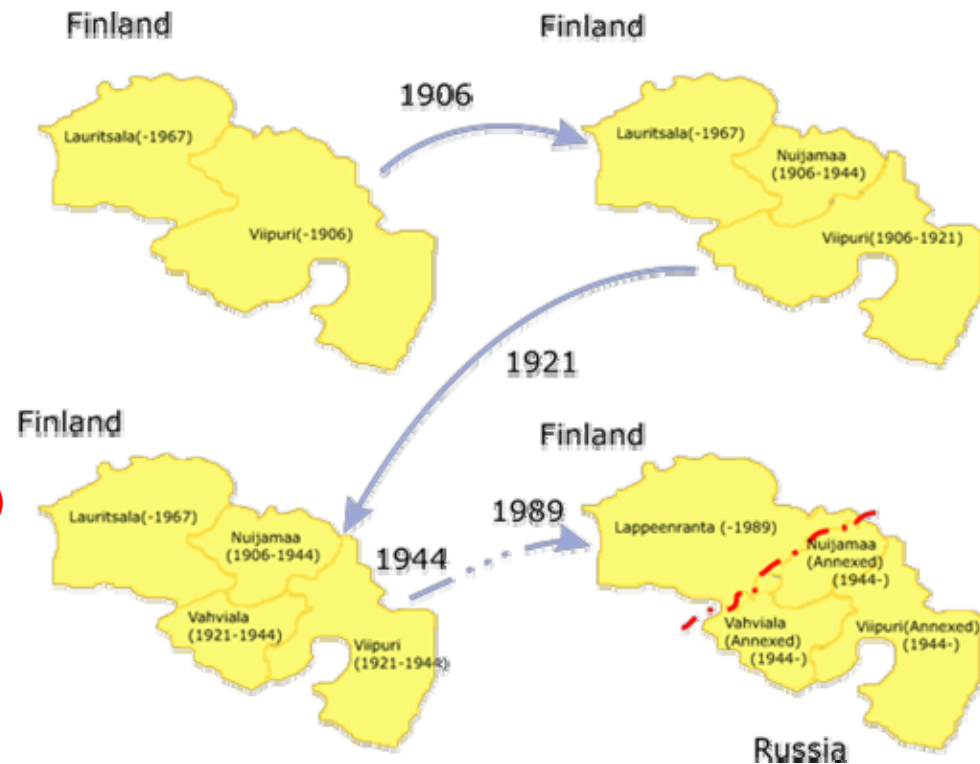 Finland
Lauritsala(-1967)
Viipuri(-1906)
1906
Finland
Lauritsala(-1967)
Nuijamaa
(1906-1944)
Viipuri(1906-1921)
1921
Finland
Lauritsala(-1967)
Nuijamaa
(1906-1944)
Vahviala
(1921-1944)
Viipuri
(1921-1944)
1944
1989
Finland
Lappeenranta (-1989)
Nuijamaa
(Annexed)
(1944-)
Vahviala
(Annexed)
(1944-)
Viipuri(Annexed)
(1944-)
Russia